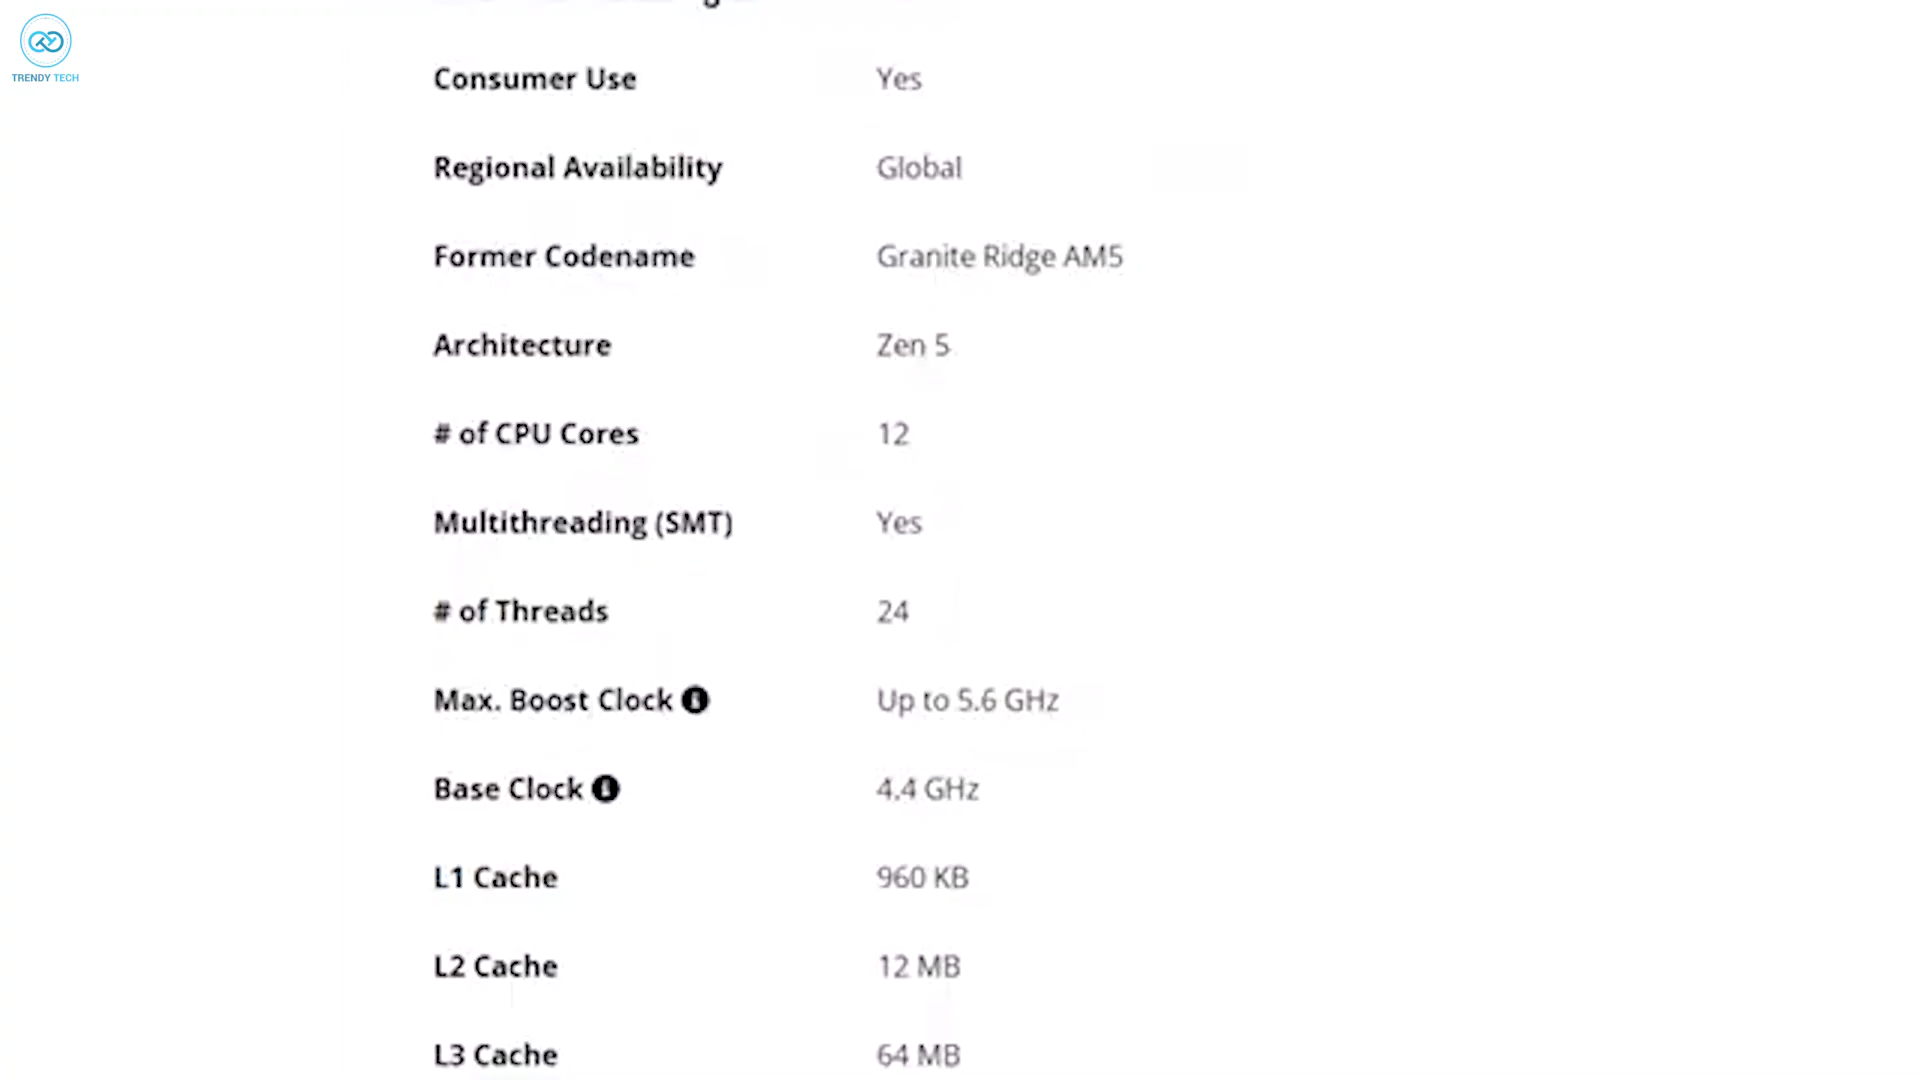 TRENDY TECH
Consumer Use Yes
Regional Availability Global
Former Codename Granite Ridge AM5
Architecture Zen 5
# of CPU Cores 12
Multithreading (SMT) Yes
# of Threads 24
Max. Boost Clock Up to 5.6 GHz
Base Clock 4.4 GHz
L1 Cache 960 KB
L2 Cache 12 MB
L3 Cache 64 MB